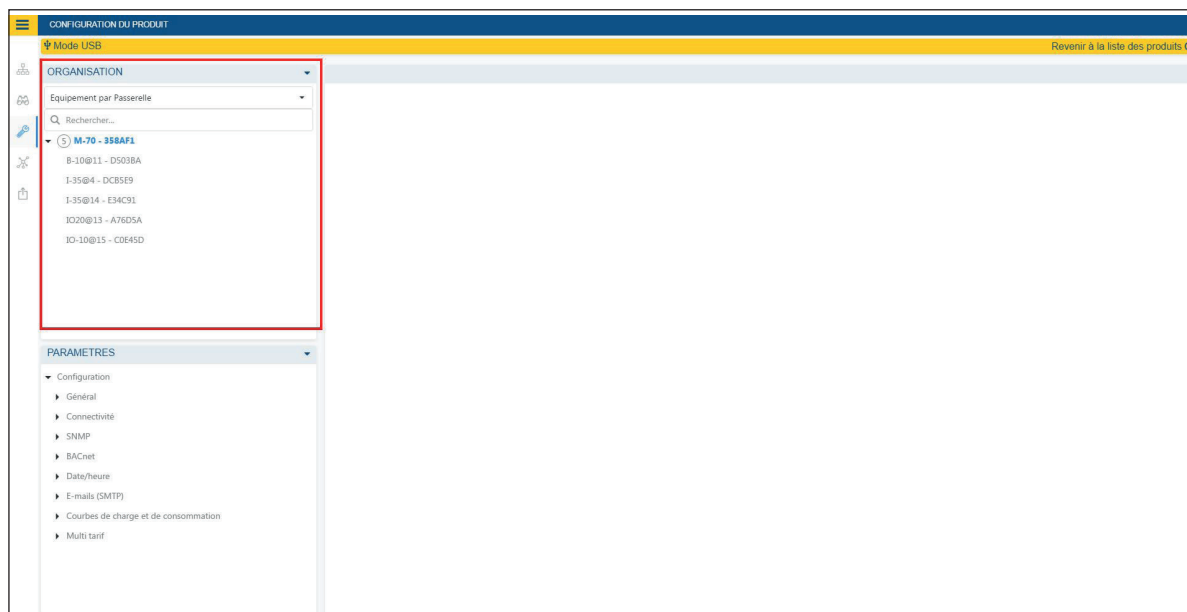 CONFIGURATION DU PRODUIT
Mode USB
Revenir à la liste des produits
ORGANISATION
Equipement par Passerelle
Rechercher...
5 M-70 - 358AF1
B-10@11 - D503BA
I-35@4 - DCB5E9
I-35@14 - E34C91
IO20@13 - A76D5A
IO-10@15 - C0E45D
PARAMETRES
Configuration
Général
Connectivité
SNMP
BACnet
Date/heure
E-mails (SMTP)
Courbes de charge et de consommation
Multi tarif